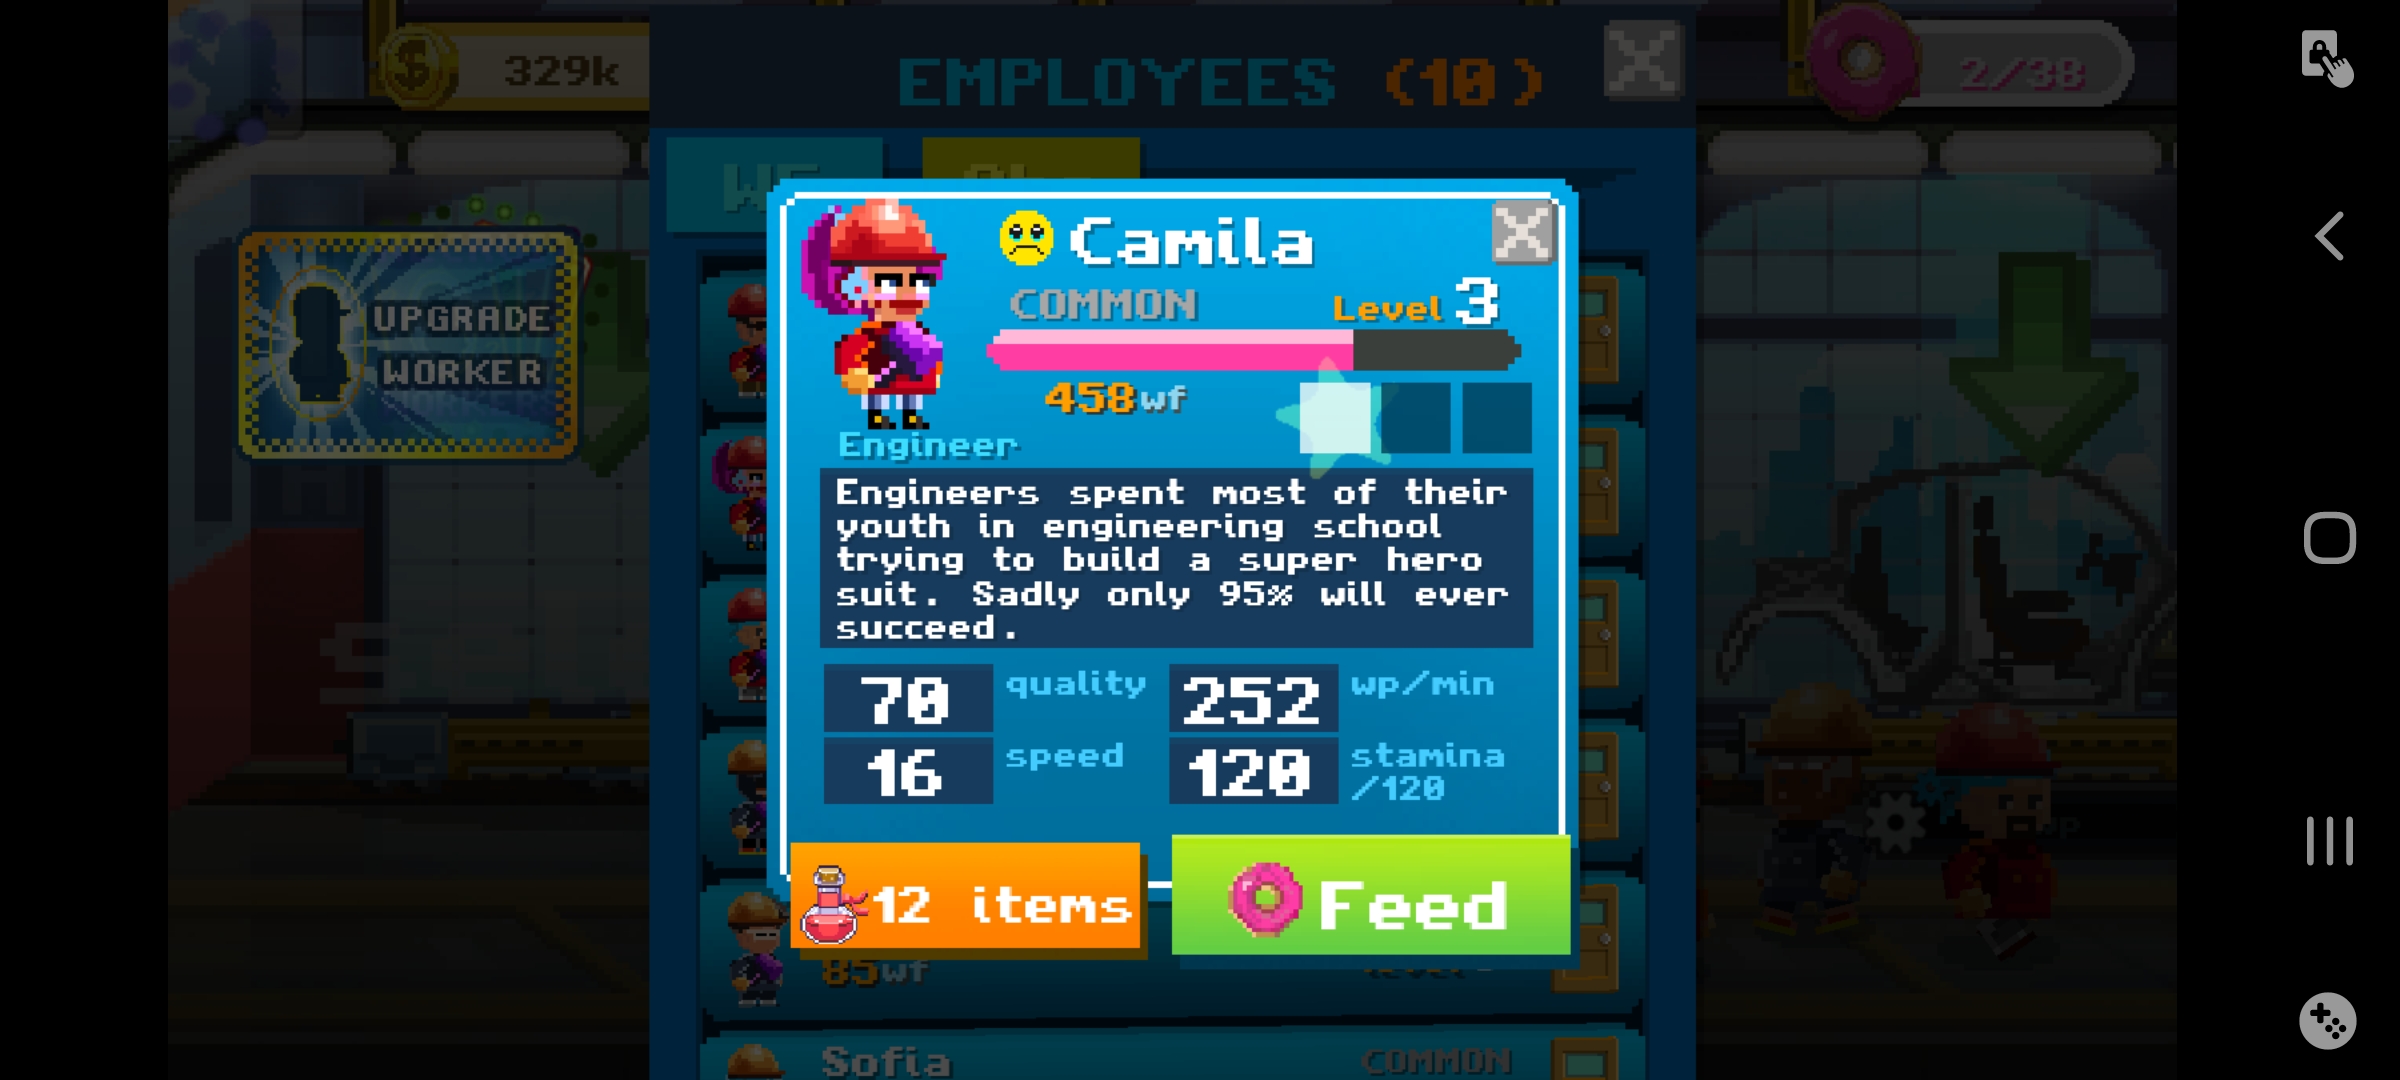 329k
EMPLOYEES (10)
2/38
UPGRADE
WORKER
Camila
COMMON
Level 3
458wf
Engineer
Engineers spent most of their
youth in engineering school
trying to build a super hero
suit. Sadly only 95% will ever
succeed.
70 quality
252 wp/min
16 speed
120 stamina
/120
12 items
Feed
85wf
Sofia
COMMON